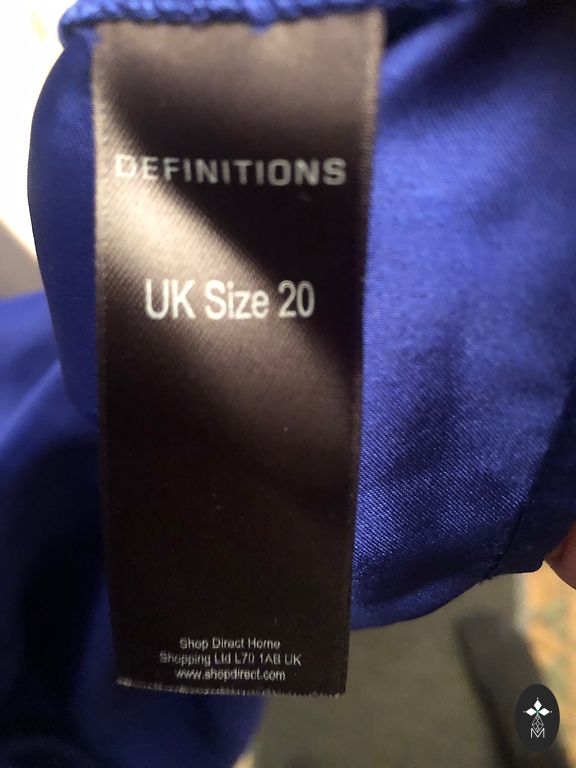 DEFINITIONS
UK Size 20
Shop Direct Home
Shopping Ltd L70 1AB UK
www.shopdirect.com
M